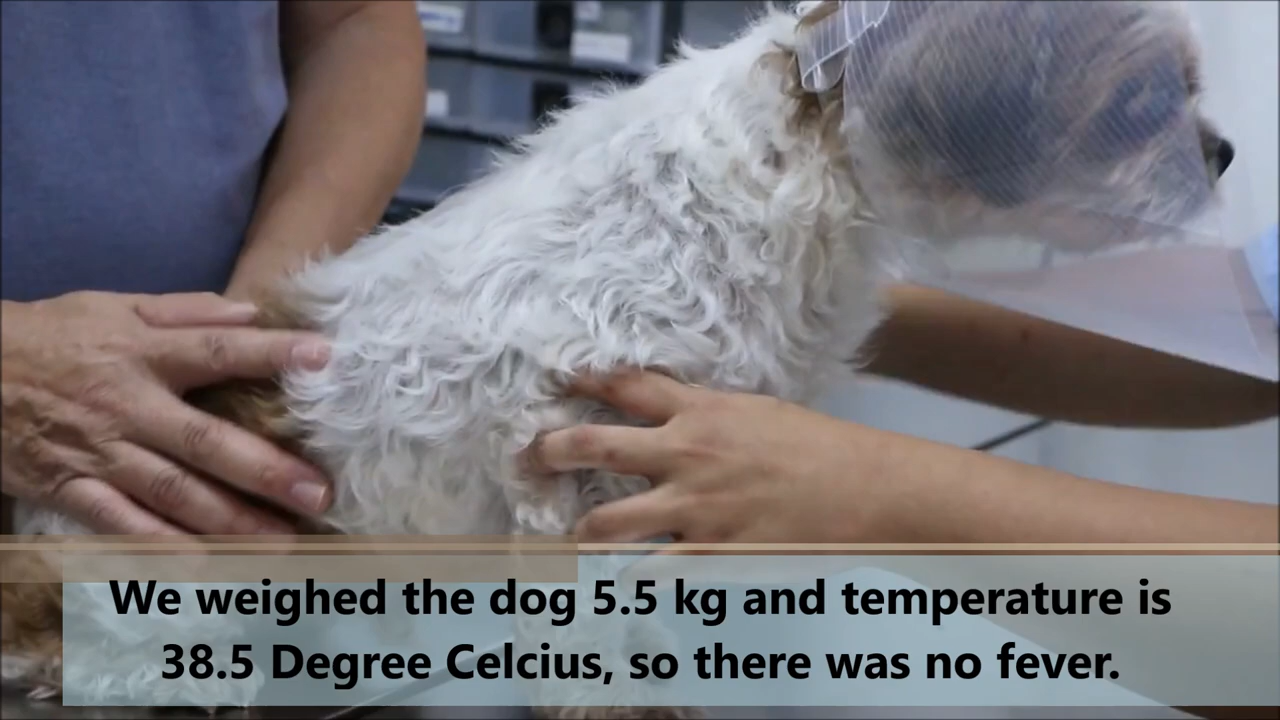 We weighed the dog 5.5 kg and temperature is
38.5 Degree Celcius, so there was no fever.